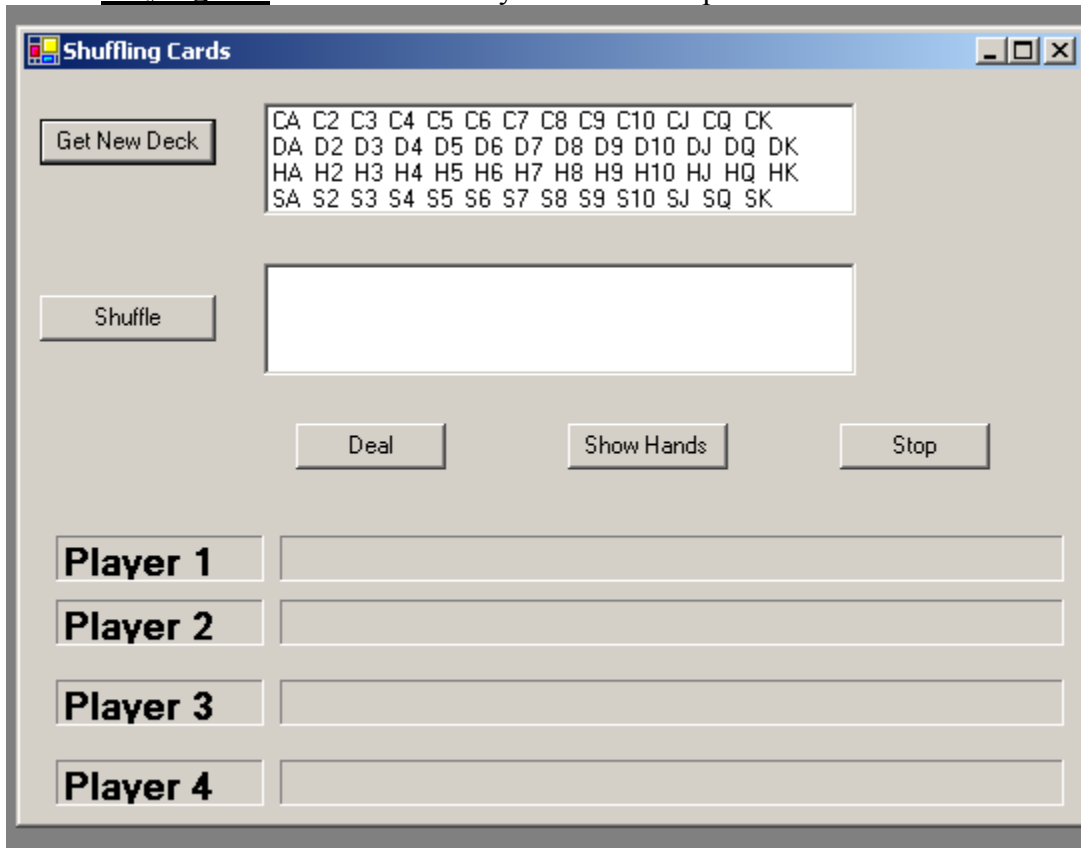 Shuffling Cards
Get New Deck
CA C2 C3 C4 C5 C6 C7 C8 C9 C10 CJ CQ CK
DA D2 D3 D4 D5 D6 D7 D8 D9 D10 DJ DQ DK
HA H2 H3 H4 H5 H6 H7 H8 H9 H10 HJ HQ HK
SA S2 S3 S4 S5 S6 S7 S8 S9 S10 SJ SQ SK
Shuffle
Deal Show Hands Stop
Player 1
Player 2
Player 3
Player 4